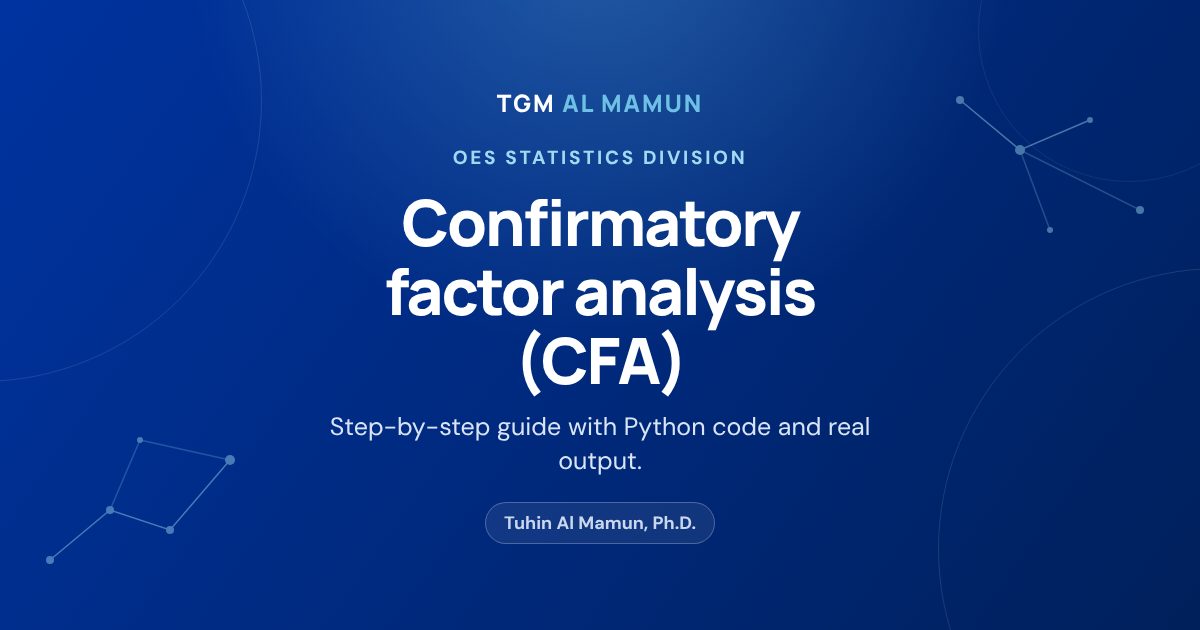 TGM AL MAMUN
OES STATISTICS DIVISION
Confirmatory
factor analysis
(CFA)
Step-by-step guide with Python code and real
output.
Tuhin Al Mamun, Ph.D.